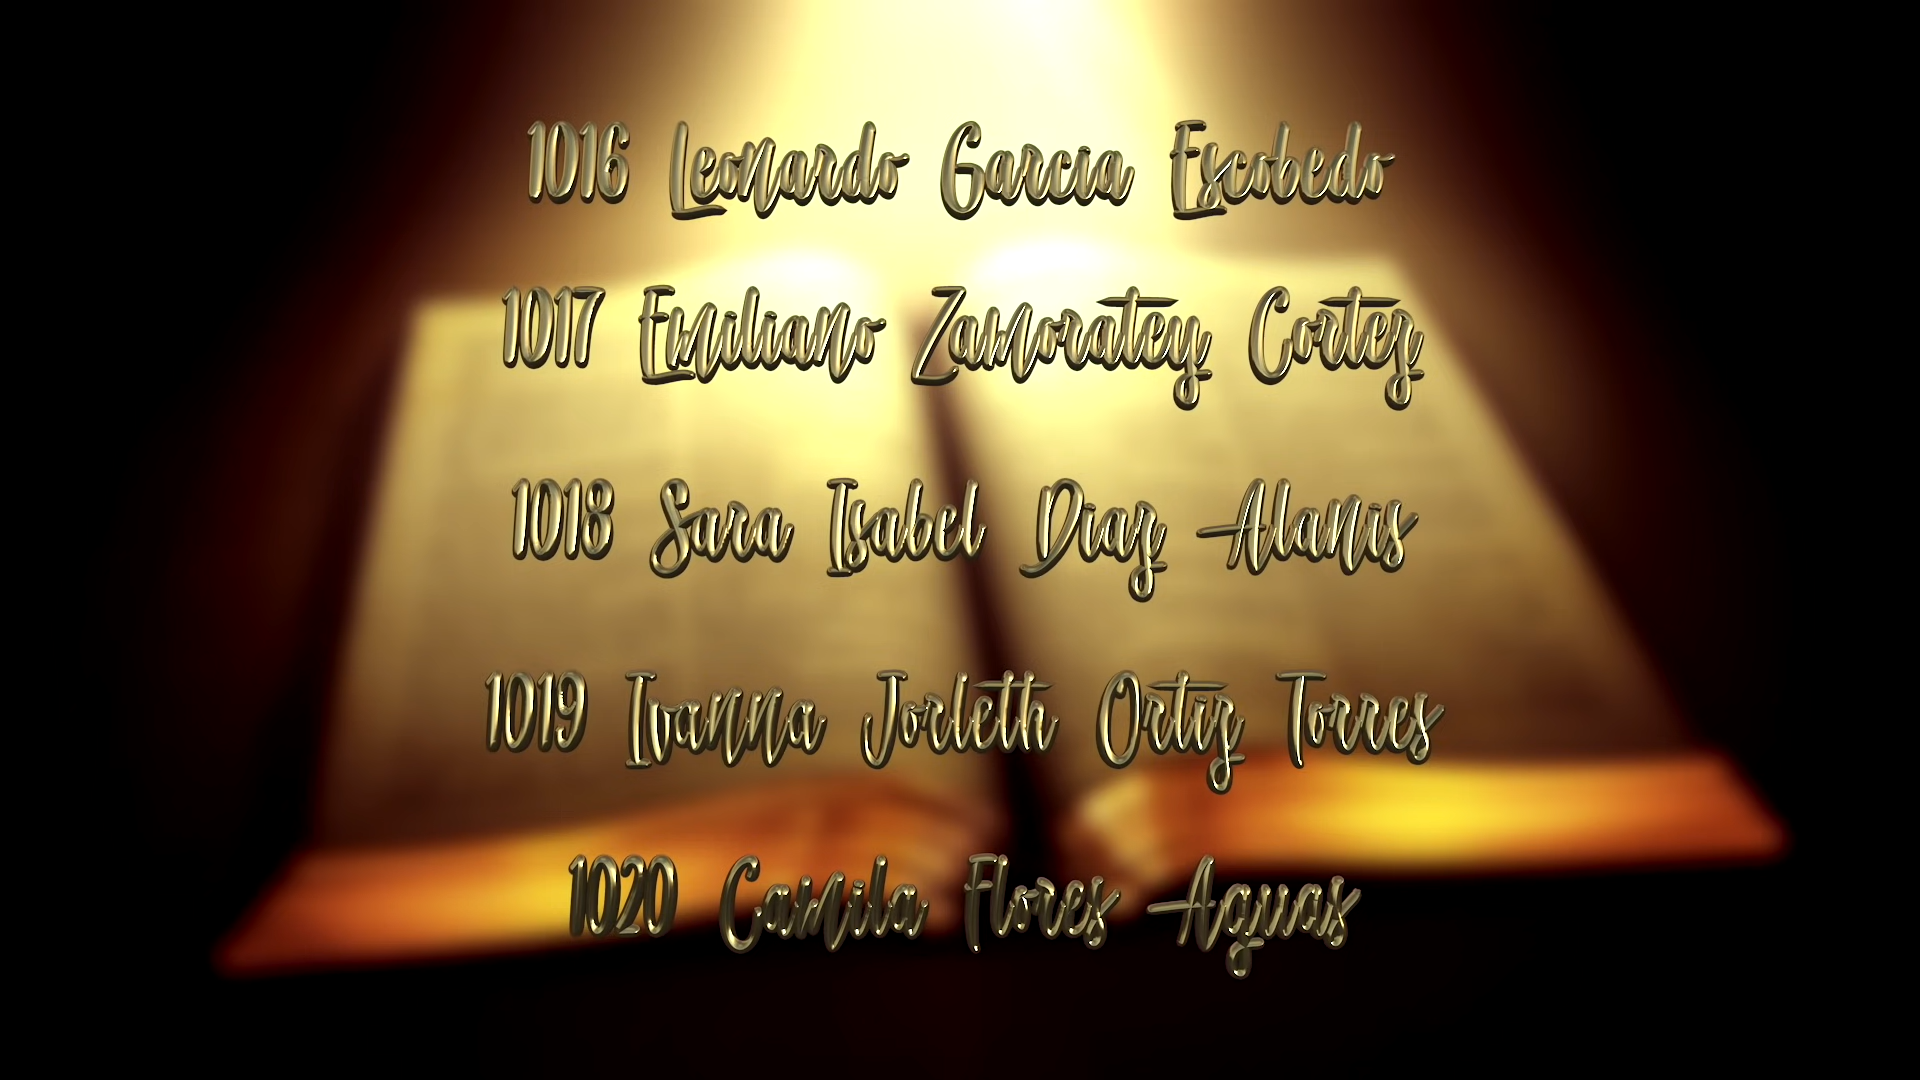 1016 Leonardo Garcia Escobedo
1017 Emiliano Zamoratey Cortez
1018 Sara Isabel Diaz Alanis
1019 Ivanna Jorleth Ortiz Torres
1020 Camila Flores Aguas